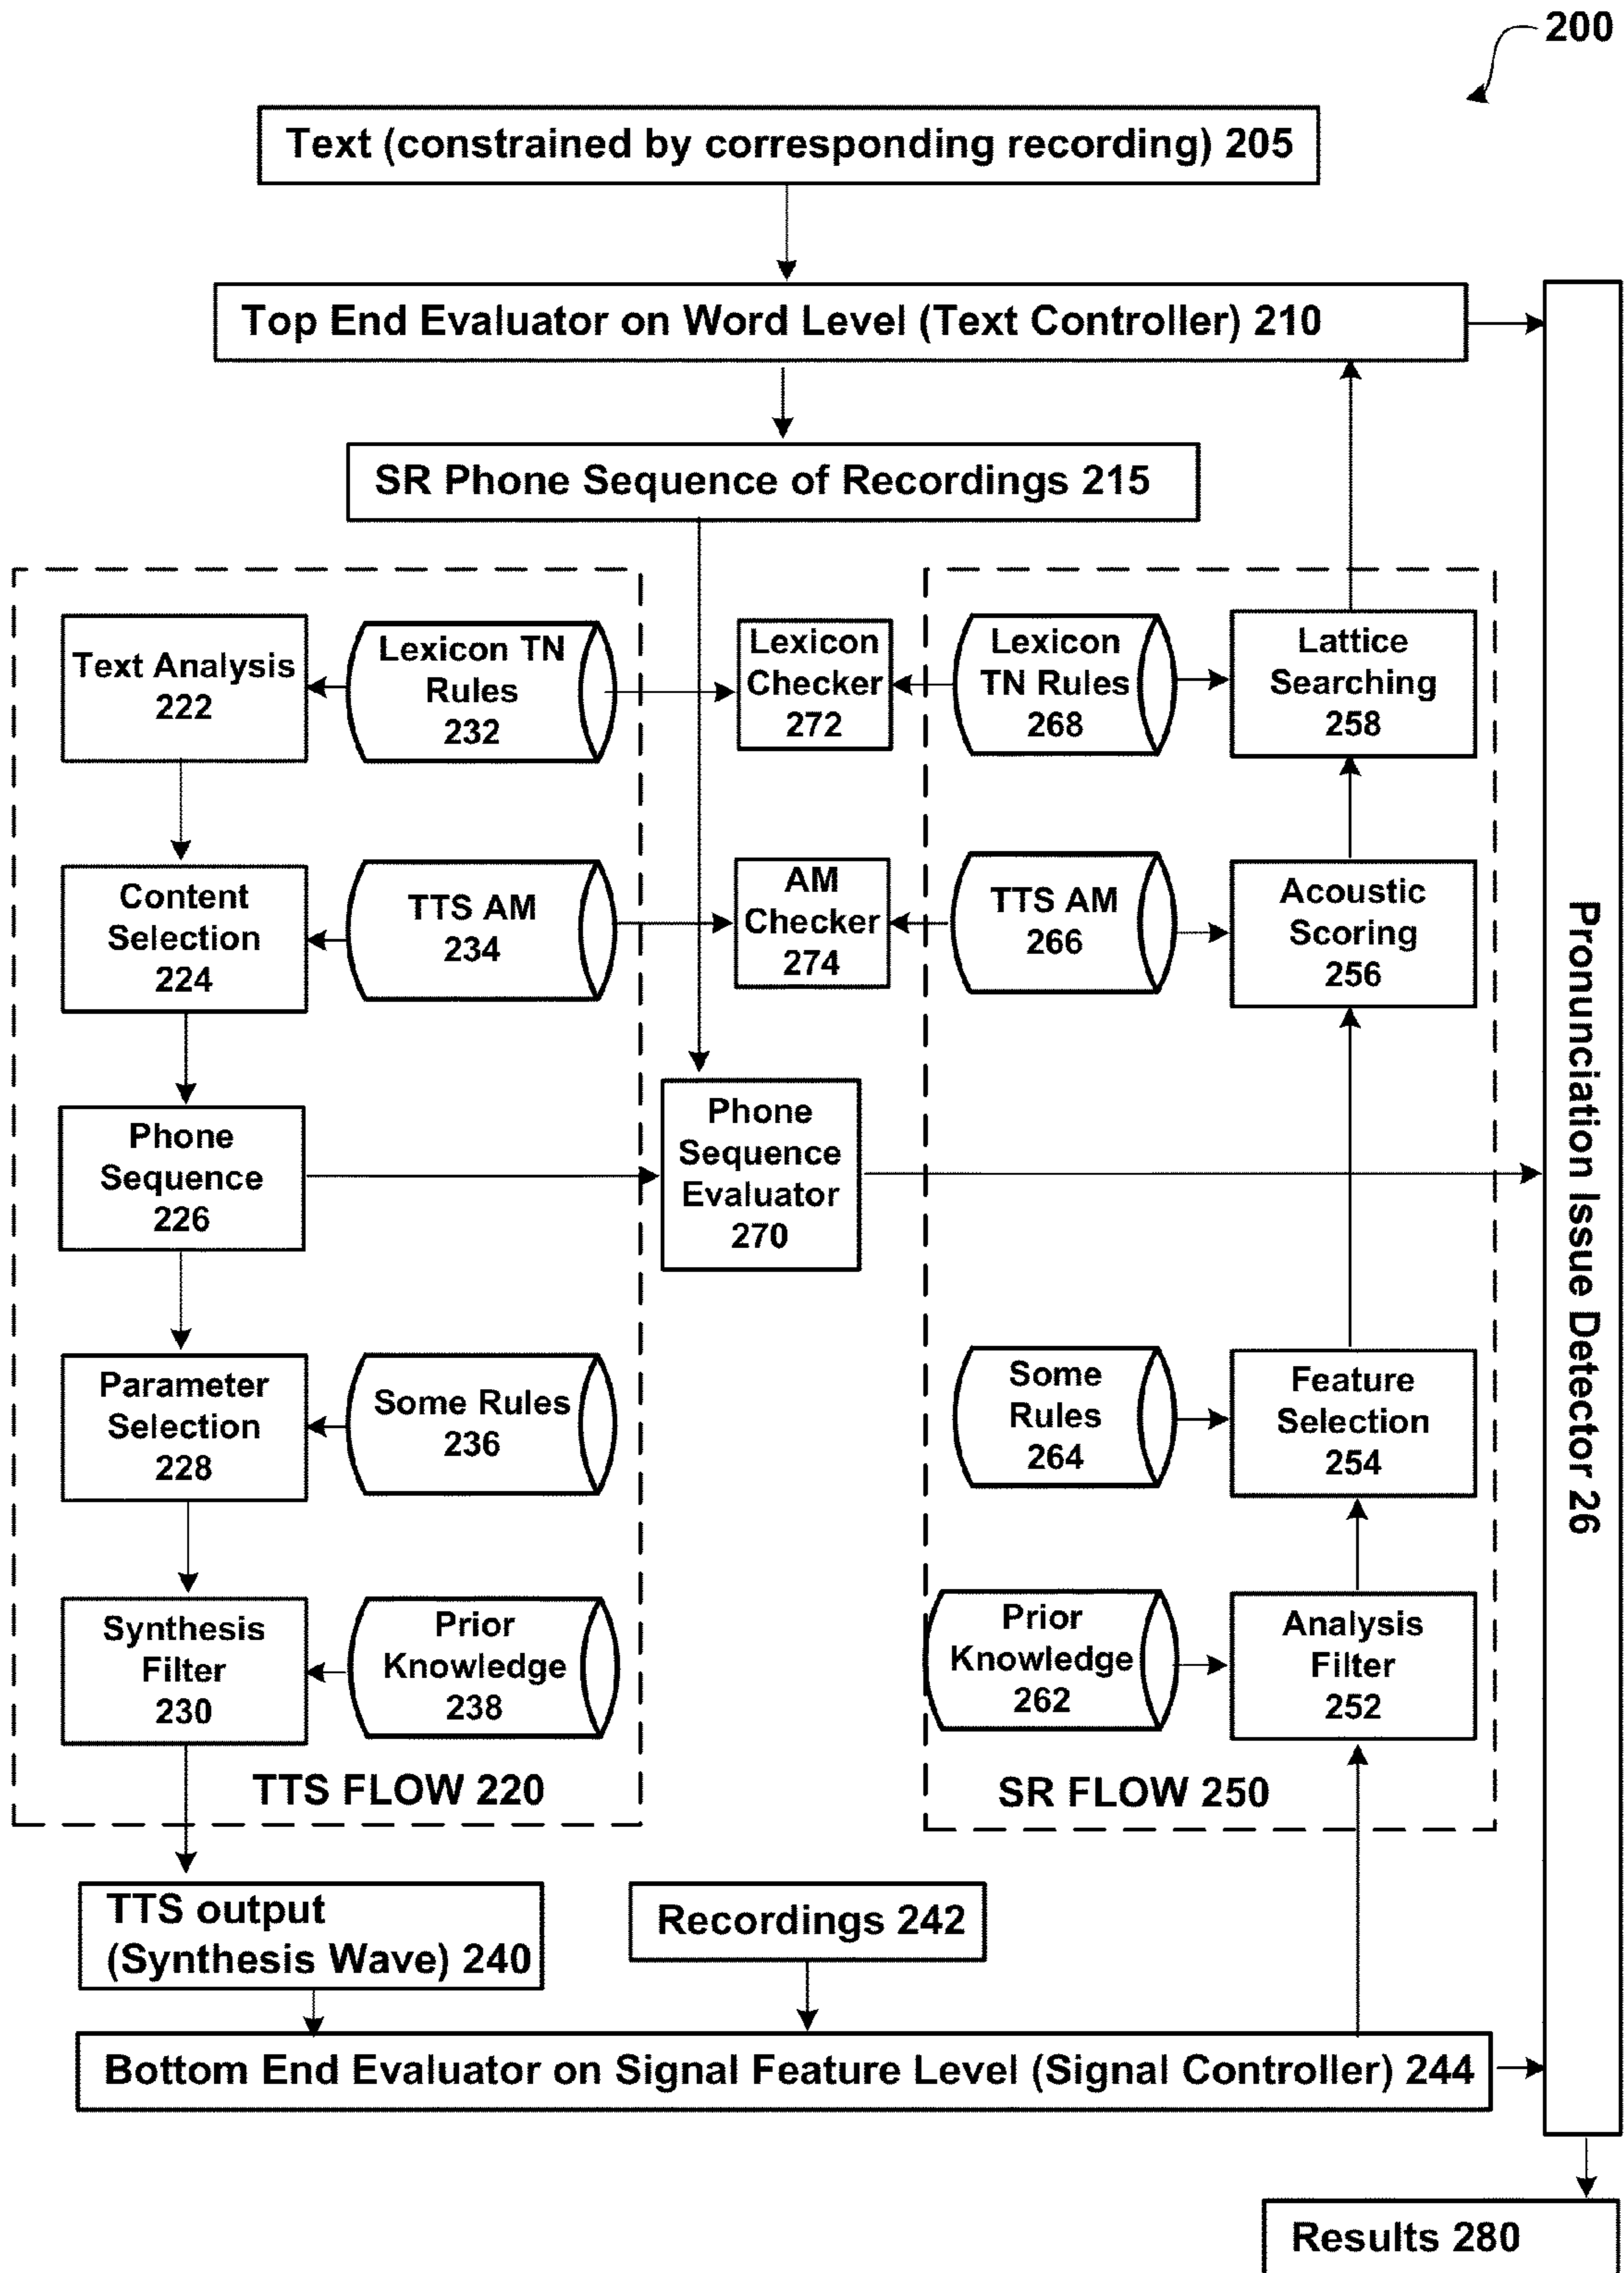 200
Text (constrained by corresponding recording) 205
Top End Evaluator on Word Level (Text Controller) 210
SR Phone Sequence of Recordings 215
Text Analysis
222
Lexicon TN
Rules
232
Lexicon
Checker
272
Lexicon
TN Rules
268
Lattice
Searching
258
Content
Selection
224
TTS AM
234
AM
Checker
274
TTS AM
266
Acoustic
Scoring
256
Phone
Sequence
226
Phone
Sequence
Evaluator
270
Parameter
Selection
228
Some Rules
236
Some
Rules
264
Feature
Selection
254
Synthesis
Filter
230
Prior
Knowledge
238
Prior
Knowledge
262
Analysis
Filter
252
TTS FLOW 220
SR FLOW 250
TTS output
(Synthesis Wave) 240
Recordings 242
Bottom End Evaluator on Signal Feature Level (Signal Controller) 244
Pronunciation Issue Detector 26
Results 280